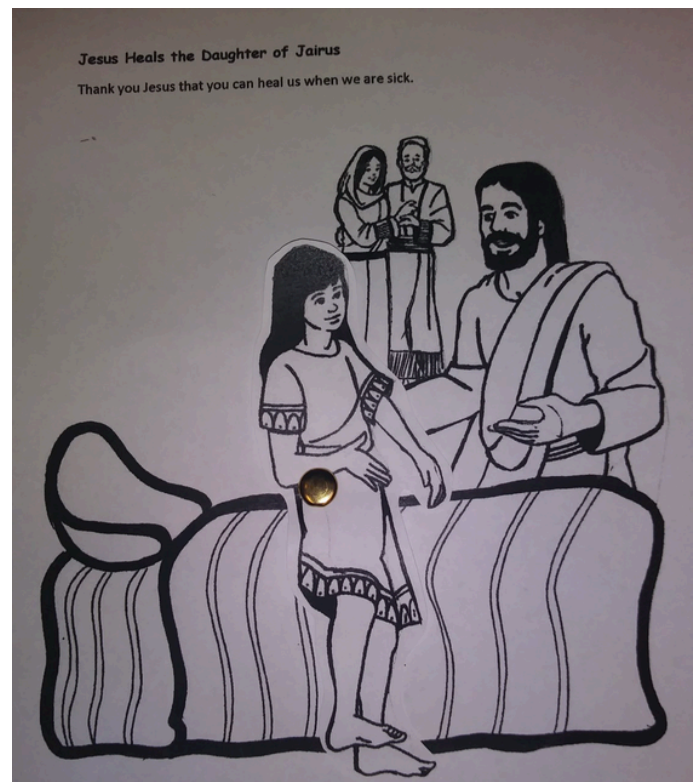 Jesus Heals the Daughter of Jairus
Thank you Jesus that you can heal us when we are sick.